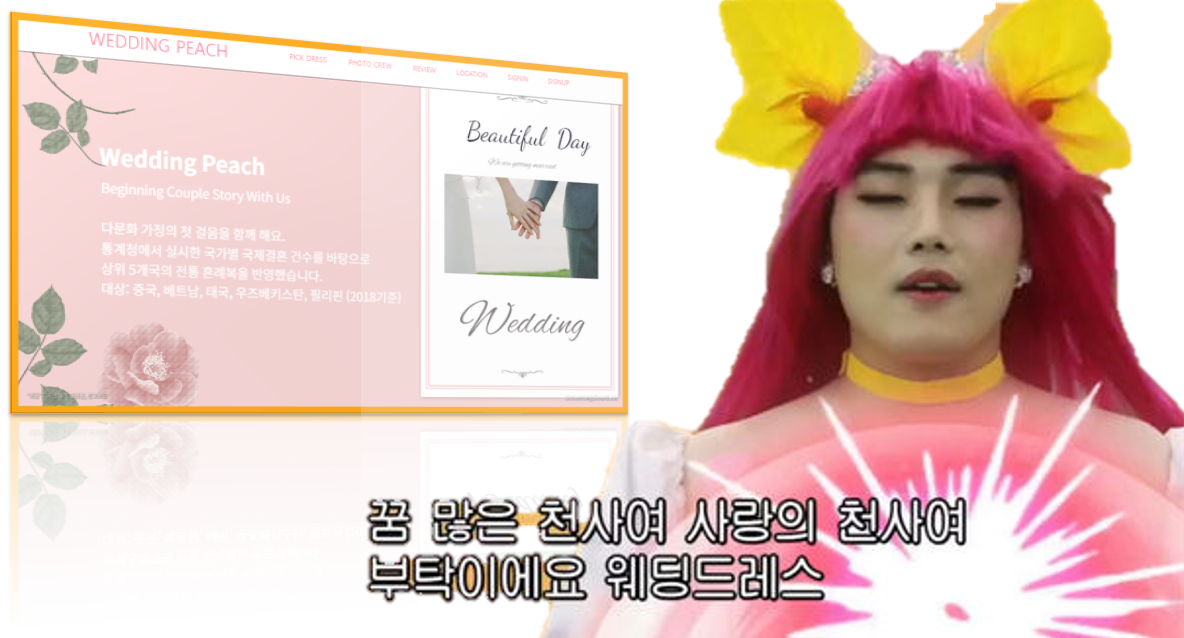 WEDDING PEACH
PICK DRESS PHOTO CREW REVIEW LOCATION SIGNIN SIGNUP
Wedding Peach
Beginning Couple Story With Us
다문화 가정의 첫 걸음을 함께 해요.
통계청에서 실시한 국가별 국제결혼 건수를 바탕으로
상위 5개국의 전통 혼례복을 반영했습니다.
대상: 중국, 베트남, 태국, 우즈베키스탄, 필리핀 (2018기준)
Beautiful Day
We are getting married
Wedding
꿈 많은 천사여 사랑의 천사여
부탁이에요 웨딩드레스